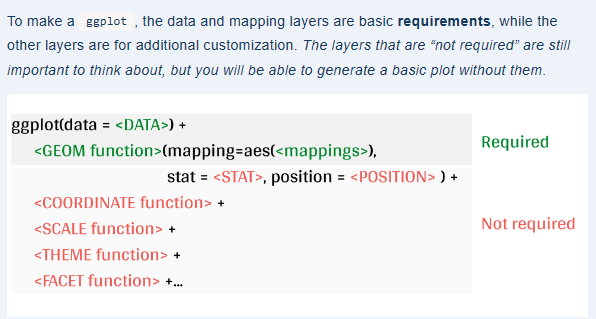 To make a ggplot , the data and mapping layers are basic requirements, while the
other layers are for additional customization. The layers that are “not required” are still
important to think about, but you will be able to generate a basic plot without them.
ggplot(data = <DATA>) +
<GEOM function>(mapping=aes(<mappings>),
Required
stat = <STAT>, position = <POSITION> ) +
<COORDINATE function> +
<SCALE function> +
Not required
<THEME function> +
<FACET function> +...